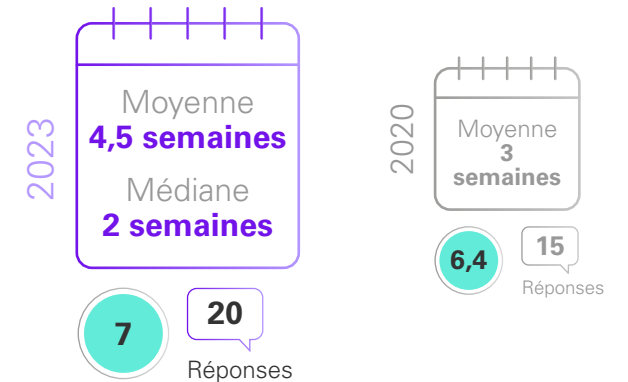 2023
Moyenne
4,5 semaines
Médiane
2 semaines
7
20
Réponses
2020
Moyenne
3
semaines
6,4
15
Réponses